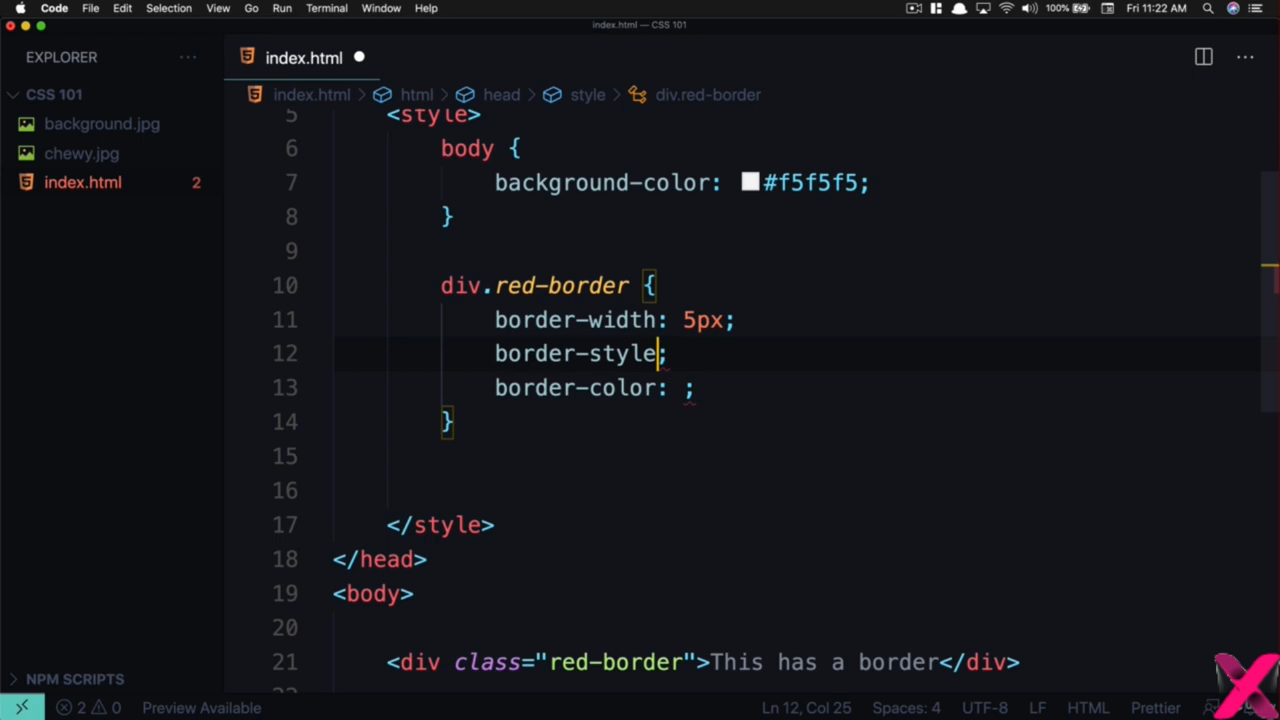 Code File Edit Selection View Go Run Terminal Window Help 100% Fri 11:22 AM
index.html — CSS 101
EXPLORER ···
CSS 101
background.jpg
chewy.jpg
index.html 2
NPM SCRIPTS
index.html ●
index.html > html > head > style > div.red-border
5 <style>
6 body {
7 background-color: #f5f5f5;
8 }
9
10 div.red-border {
11 border-width: 5px;
12 border-style;
13 border-color: ;
14 }
15
16
17 </style>
18 </head>
19 <body>
20
21 <div class="red-border">This has a border</div>
2 0 Preview Available Ln 12, Col 25 Spaces: 4 UTF-8 LF HTML Prettier
X